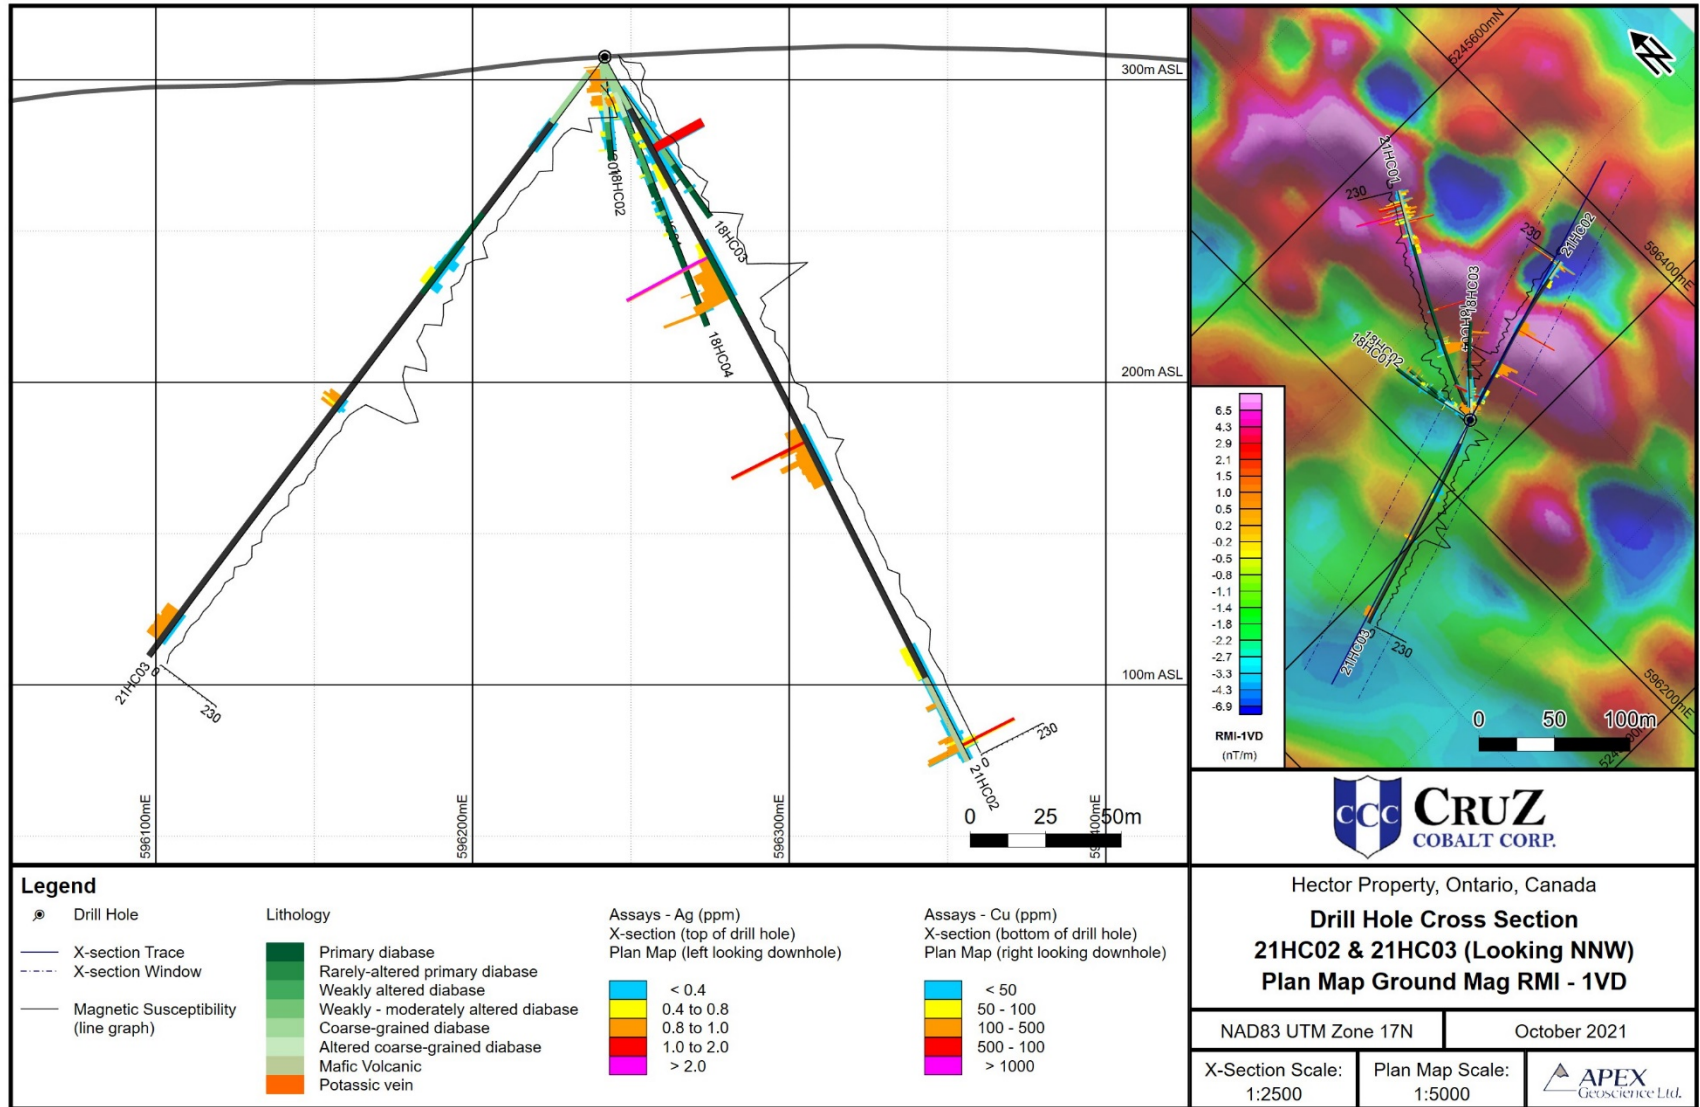 300m ASL
200m ASL
100m ASL
18HC02
18HC03
18HC04
21HC03
230
0
21HC02
230
0
596100mE
596200mE
596300mE
0 25 50m
5245600mN
596400mE
596200mE
21HC01
230
21HC02
230
18HC03
18HC02
18HC01
21HC03
230
6.5
4.3
2.9
2.1
1.5
1.0
0.5
0.2
-0.2
-0.5
-0.8
-1.1
-1.4
-1.8
-2.2
-2.7
-3.3
-4.3
-6.9
RMI-1VD
(nT/m)
0 50 100m
Legend
Drill Hole
X-section Trace
X-section Window
Magnetic Susceptibility
(line graph)
Lithology
Primary diabase
Rarely-altered primary diabase
Weakly altered diabase
Weakly - moderately altered diabase
Coarse-grained diabase
Altered coarse-grained diabase
Mafic Volcanic
Potassic vein
Assays - Ag (ppm)
X-section (top of drill hole)
Plan Map (left looking downhole)
< 0.4
0.4 to 0.8
0.8 to 1.0
1.0 to 2.0
> 2.0
Assays - Cu (ppm)
X-section (bottom of drill hole)
Plan Map (right looking downhole)
< 50
50 - 100
100 - 500
500 - 100
> 1000
CCC
CRUZ
COBALT CORP.
Hector Property, Ontario, Canada
Drill Hole Cross Section
21HC02 & 21HC03 (Looking NNW)
Plan Map Ground Mag RMI - 1VD
NAD83 UTM Zone 17N
October 2021
X-Section Scale:
1:2500
Plan Map Scale:
1:5000
APEX
Geoscience Ltd.